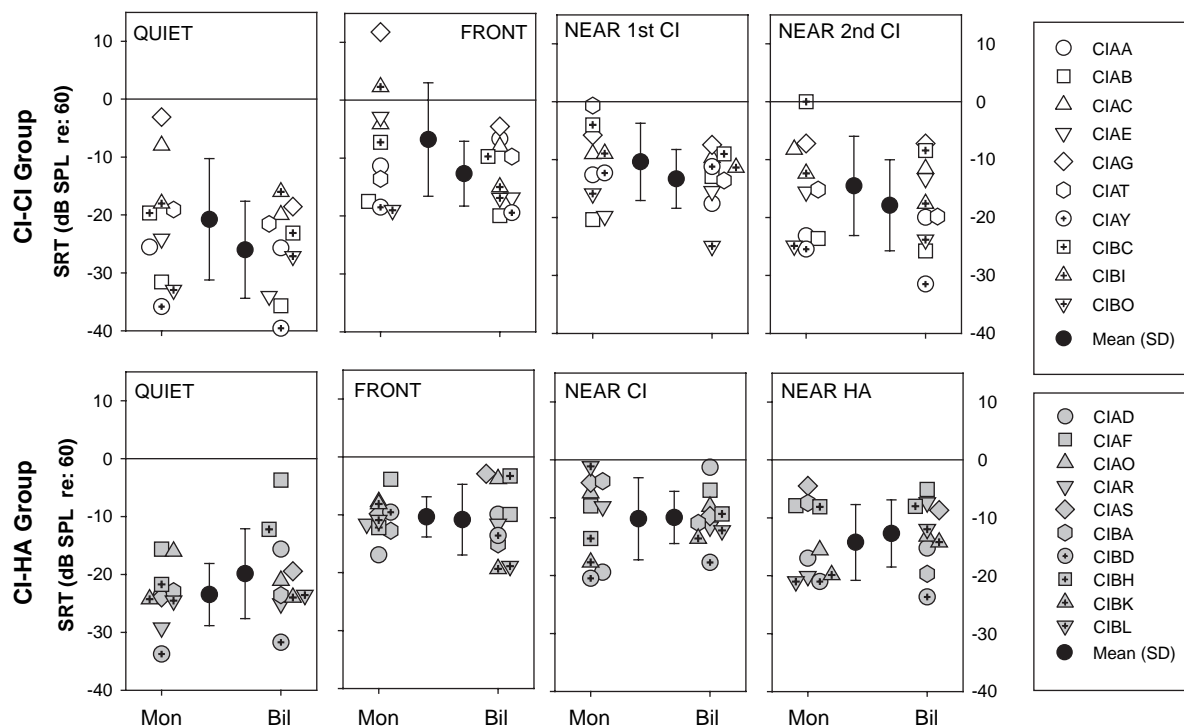 QUIET
FRONT
NEAR 1st CI
NEAR 2nd CI
CI-CI Group
SRT (dB SPL re: 60)
10
0
-10
-20
-30
-40
10
0
-10
-20
-30
-40
CIAA
CIAB
CIAC
CIAE
CIAG
CIAT
CIAY
CIBC
CIBI
CIBO
Mean (SD)
QUIET
FRONT
NEAR CI
NEAR HA
CI-HA Group
SRT (dB SPL re: 60)
10
0
-10
-20
-30
-40
10
0
-10
-20
-30
-40
Mon Bil
Mon Bil
Mon Bil
Mon Bil
CIAD
CIAF
CIAO
CIAR
CIAS
CIBA
CIBD
CIBH
CIBK
CIBL
Mean (SD)